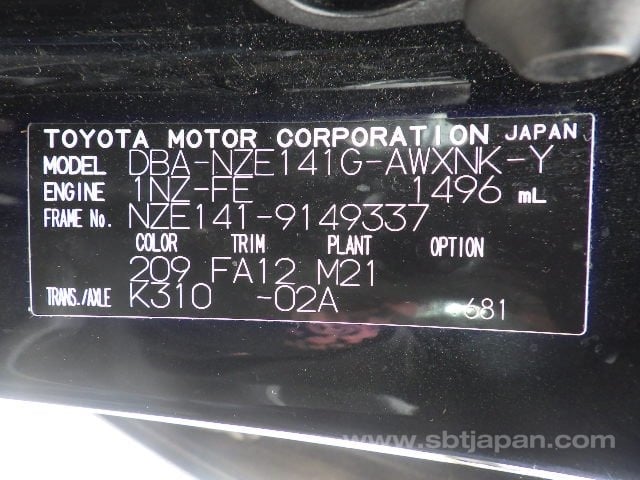 TOYOTA MOTOR CORPORATION JAPAN
MODEL DBA-NZE141G-AWXNK-Y
ENGINE 1NZ-FE 1496 mL
FRAME No. NZE141-9149337
COLOR TRIM PLANT OPTION
209 FA12 M21
TRANS./AXLE K310 -02A
681
www.sbtjapan.com